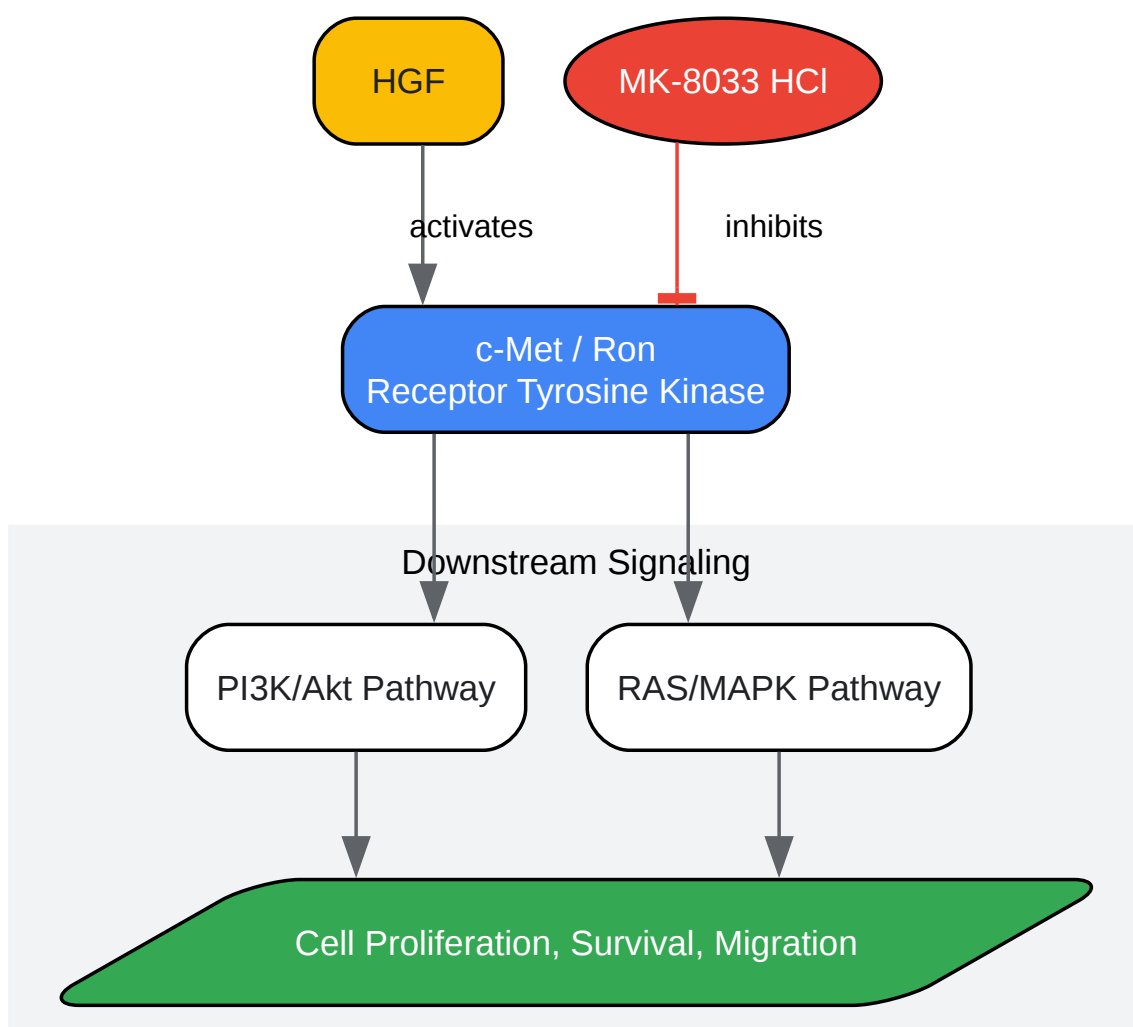 HGF
MK-8033 HCl
activates
inhibits
c-Met / Ron
Receptor Tyrosine Kinase
Downstream Signaling
PI3K/Akt Pathway
RAS/MAPK Pathway
Cell Proliferation, Survival, Migration